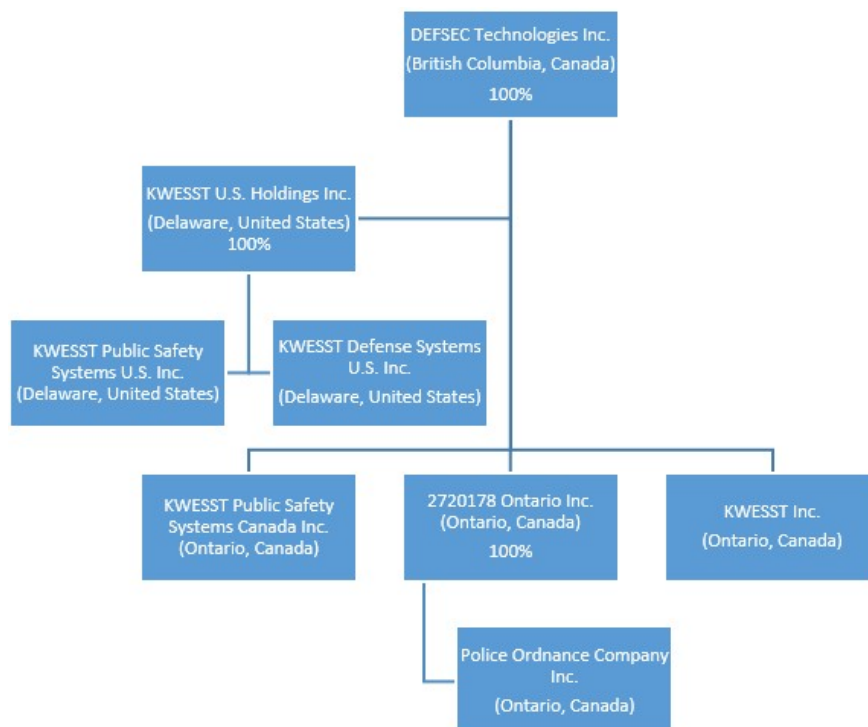 DEFSEC Technologies Inc.
(British Columbia, Canada)
100%
KWESST U.S. Holdings Inc.
(Delaware, United States)
100%
KWESST Public Safety
Systems U.S. Inc.
(Delaware, United States)
KWESST Defense Systems
U.S. Inc.
(Delaware, United States)
KWESST Public Safety
Systems Canada Inc.
(Ontario, Canada)
2720178 Ontario Inc.
(Ontario, Canada)
100%
KWESST Inc.
(Ontario, Canada)
Police Ordnance Company
Inc.
(Ontario, Canada)